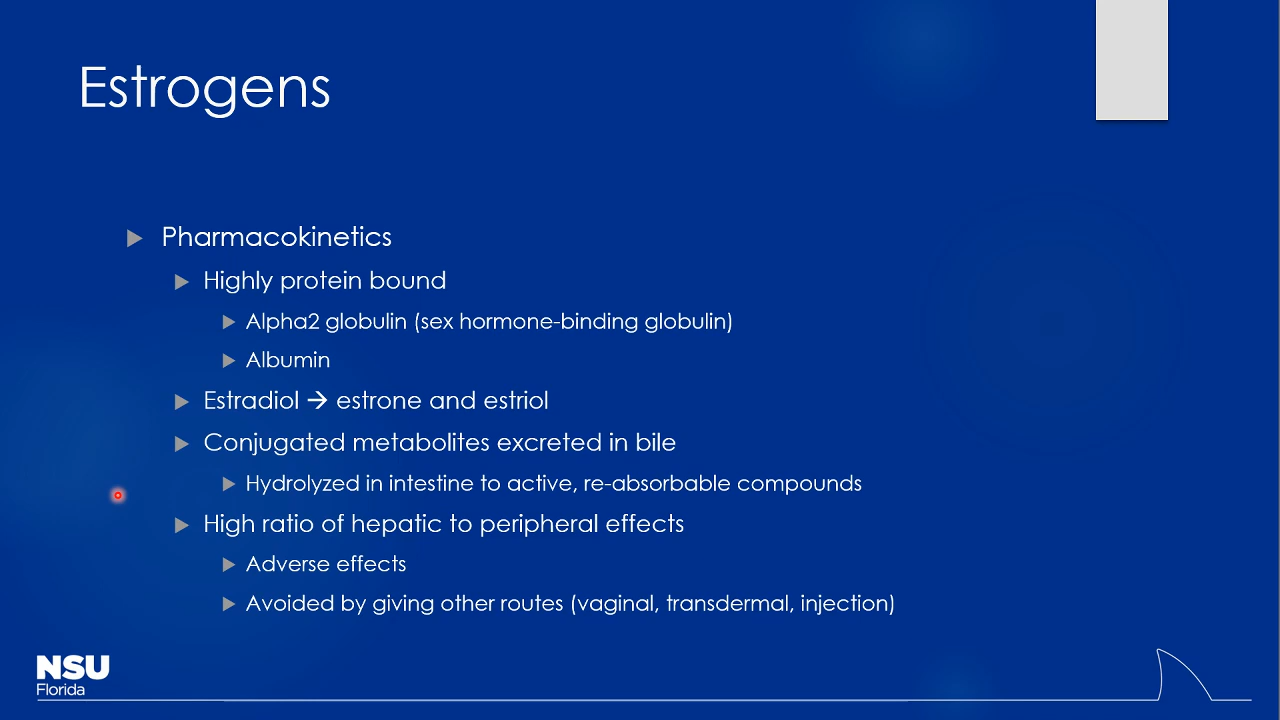 Estrogens
Pharmacokinetics
Highly protein bound
Alpha2 globulin (sex hormone-binding globulin)
Albumin
Estradiol → estrone and estriol
Conjugated metabolites excreted in bile
Hydrolyzed in intestine to active, re-absorbable compounds
High ratio of hepatic to peripheral effects
Adverse effects
Avoided by giving other routes (vaginal, transdermal, injection)
NSU
Florida